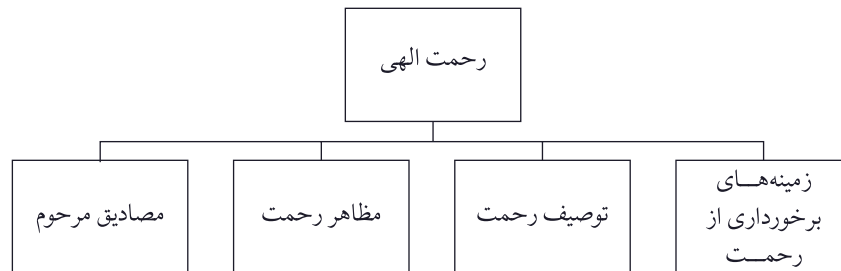 رحمت الهی
زمینه‌های
برخورداری از
رحمت
توصیف رحمت
مظاهر رحمت
مصادیق مرحوم